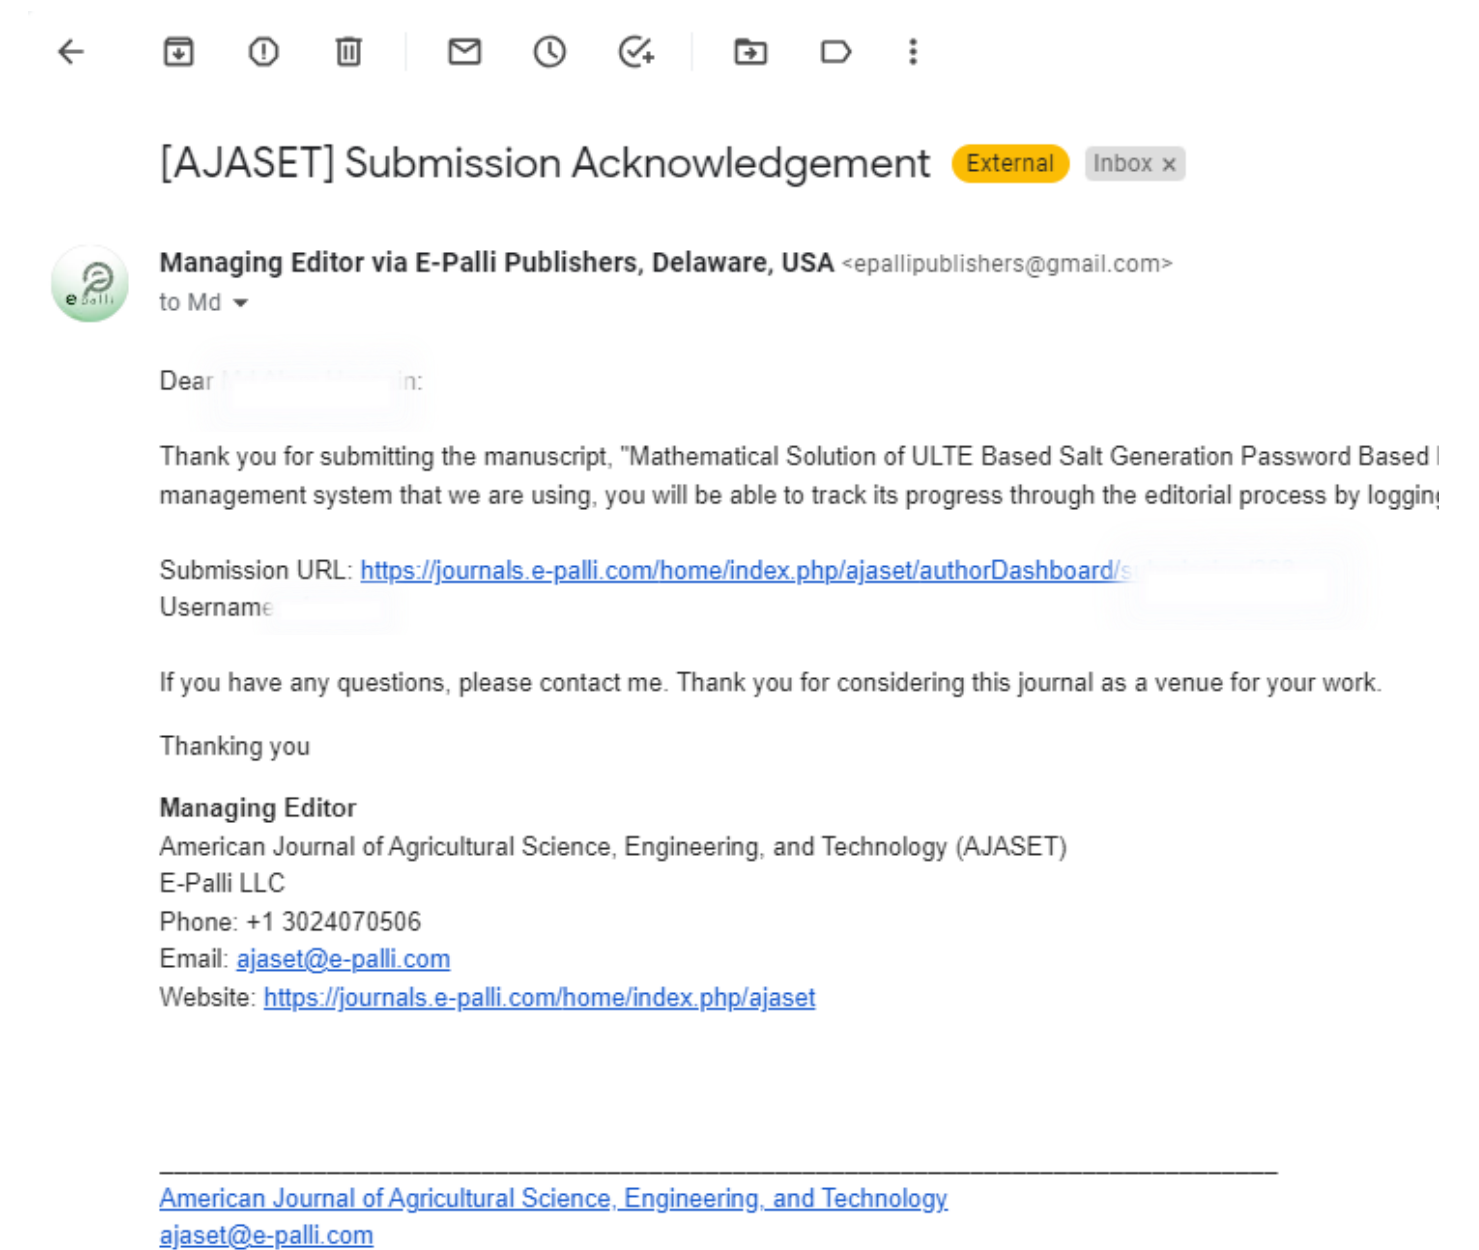 [AJASET] Submission Acknowledgement External Inbox x
Managing Editor via E-Palli Publishers, Delaware, USA <epallipublishers@gmail.com>
to Md
e palli
Dear in:
Thank you for submitting the manuscript, "Mathematical Solution of ULTE Based Salt Generation Password Based
management system that we are using, you will be able to track its progress through the editorial process by logging
Submission URL: https://journals.e-palli.com/home/index.php/ajaset/authorDashboard/
Username
If you have any questions, please contact me. Thank you for considering this journal as a venue for your work.
Thanking you
Managing Editor
American Journal of Agricultural Science, Engineering, and Technology (AJASET)
E-Palli LLC
Phone: +1 3024070506
Email: ajaset@e-palli.com
Website: https://journals.e-palli.com/home/index.php/ajaset
American Journal of Agricultural Science, Engineering, and Technology
ajaset@e-palli.com